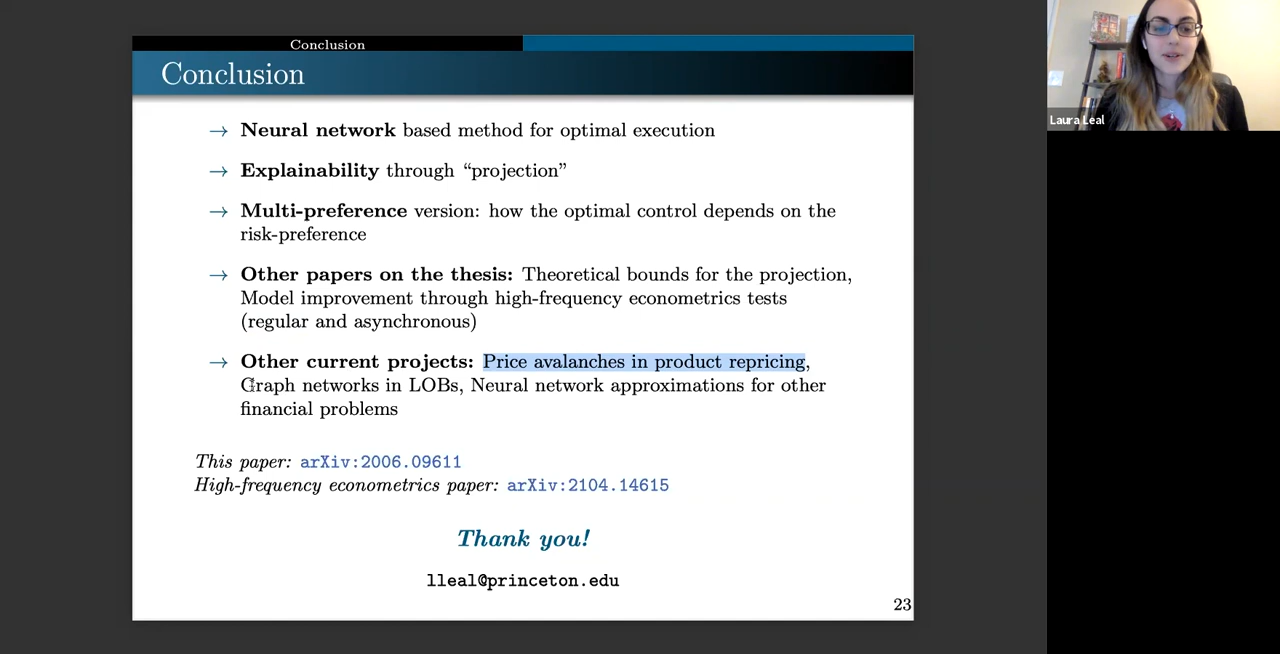 Conclusion
Conclusion
→ Neural network based method for optimal execution
→ Explainability through “projection”
→ Multi-preference version: how the optimal control depends on the
risk-preference
→ Other papers on the thesis: Theoretical bounds for the projection,
Model improvement through high-frequency econometrics tests
(regular and asynchronous)
→ Other current projects: Price avalanches in product repricing,
Graph networks in LOBs, Neural network approximations for other
financial problems
This paper: arXiv:2006.09611
High-frequency econometrics paper: arXiv:2104.14615
Thank you!
lleal@princeton.edu
23
Laura Leal